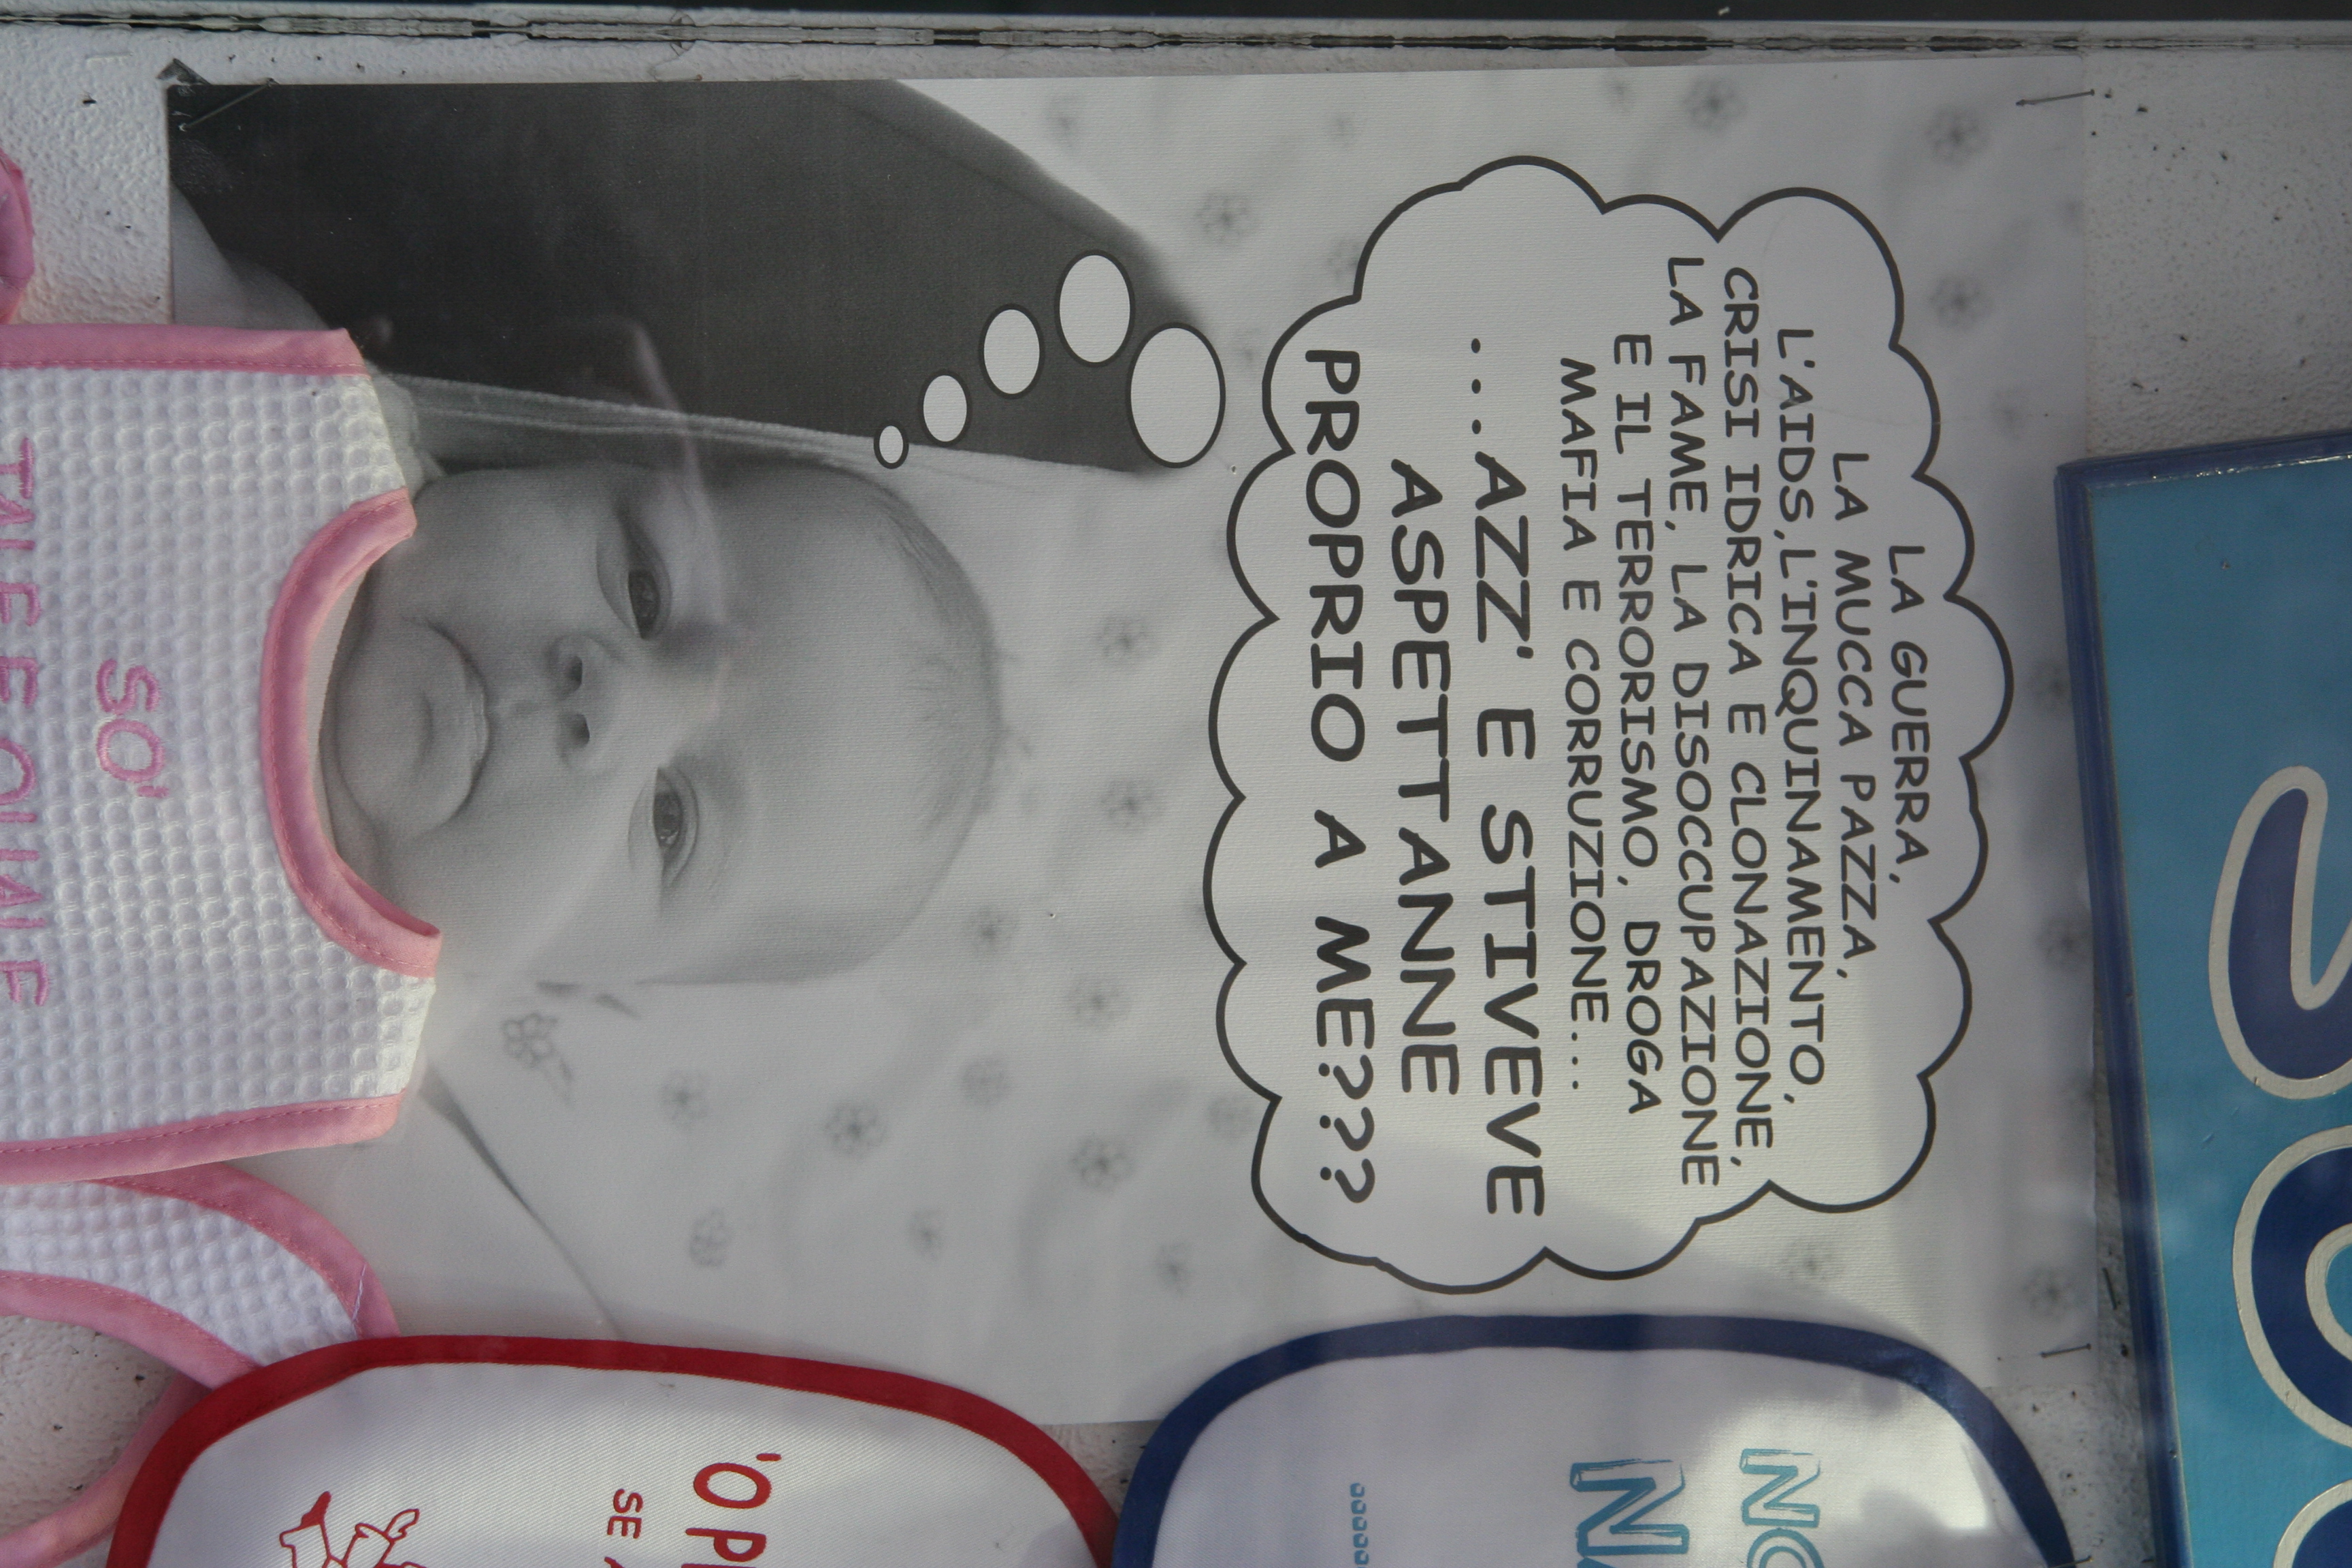 LA GUERRA,
LA MUCCA PAZZA,
L'AIDS,L'INQUINAMENTO,
CRISI IDRICA E CLONAZIONE,
LA FAME, LA DISOCCUPAZIONE
E IL TERRORISMO, DROGA
MAFIA E CORRUZIONE...
...AZZ' E STIVEVE
ASPETTANNE
PROPRIO A ME???
SO'
'O
SE